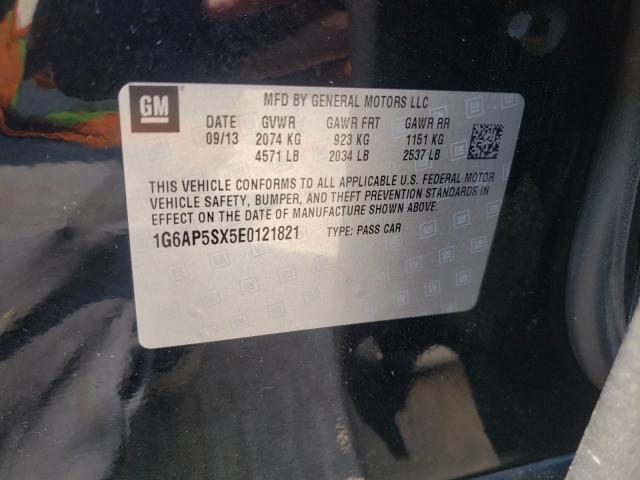 GM
MFD BY GENERAL MOTORS LLC
DATE GVWR GAWR FRT GAWR RR
09/13 2074 KG 923 KG 1151 KG
4571 LB 2034 LB 2537 LB
THIS VEHICLE CONFORMS TO ALL APPLICABLE U.S. FEDERAL MOTOR
VEHICLE SAFETY, BUMPER, AND THEFT PREVENTION STANDARDS IN
EFFECT ON THE DATE OF MANUFACTURE SHOWN ABOVE.
1G6AP5SX5E0121821 TYPE: PASS CAR